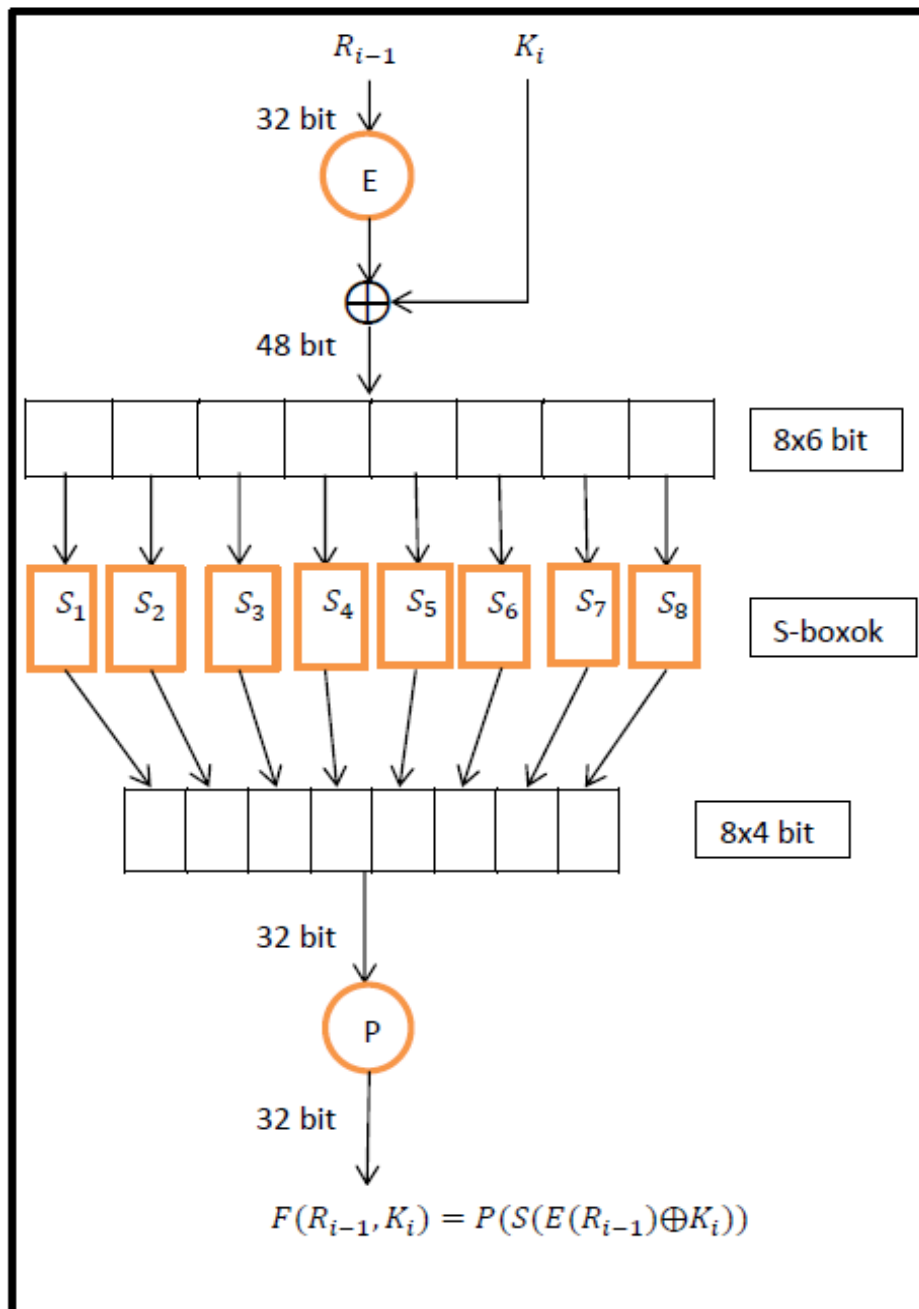 R_{i−1} K_i
32 bit
E
⊕
48 bit
8x6 bit
S_1 S_2 S_3 S_4 S_5 S_6 S_7 S_8
S-boxok
8x4 bit
32 bit
P
32 bit
F(R_{i−1}, K_i) = P(S(E(R_{i−1})⊕K_i))